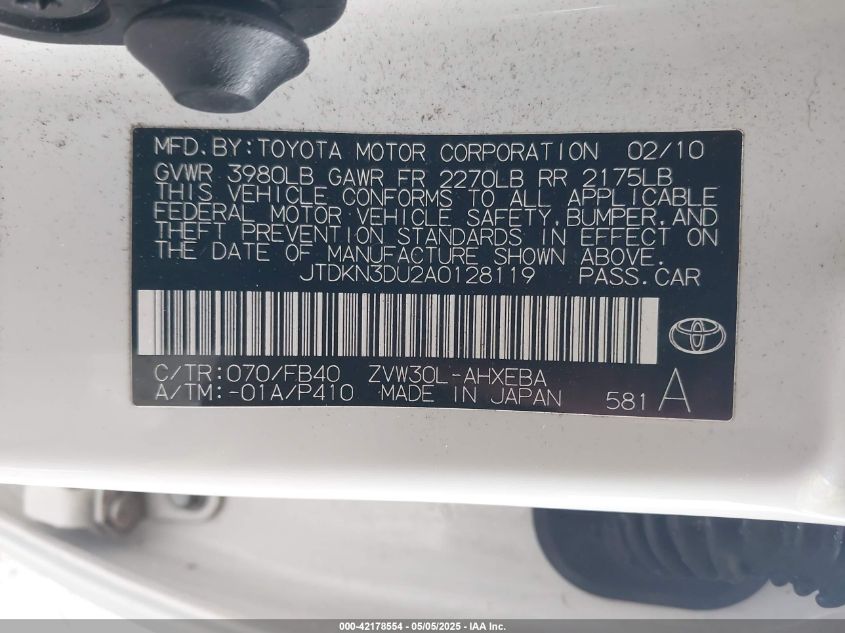 MFD. BY: TOYOTA MOTOR CORPORATION 02/10
GVWR 3980LB GAWR FR 2270LB RR 2175LB
THIS VEHICLE CONFORMS TO ALL APPLICABLE
FEDERAL MOTOR VEHICLE SAFETY, BUMPER, AND
THEFT PREVENTION STANDARDS IN EFFECT ON
THE DATE OF MANUFACTURE SHOWN ABOVE.
JTDKN3DU2A0128119 PASS. CAR
C/TR: 070/FB40 ZVW30L-AHXEBA
A/TM: -01A/P410 MADE IN JAPAN 581 A
000-42178554 - 05/05/2025 - IAA Inc.